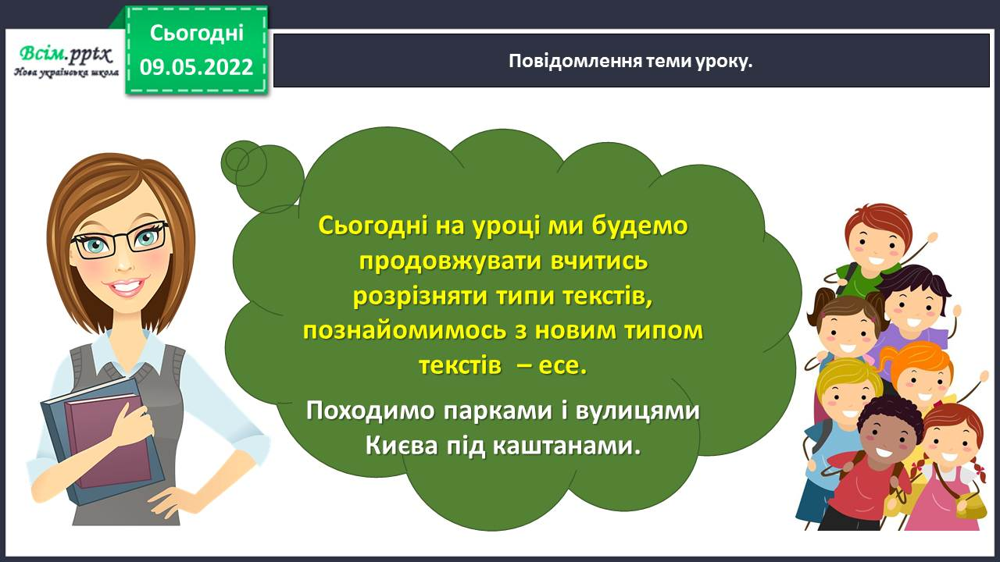 Всім.pptx
Нова українська школа
Сьогодні
09.05.2022
Повідомлення теми уроку.
Сьогодні на уроці ми будемо
продовжувати вчитись
розрізняти типи текстів,
познайомимось з новим типом
текстів – есе.
Походимо парками і вулицями
Києва під каштанами.